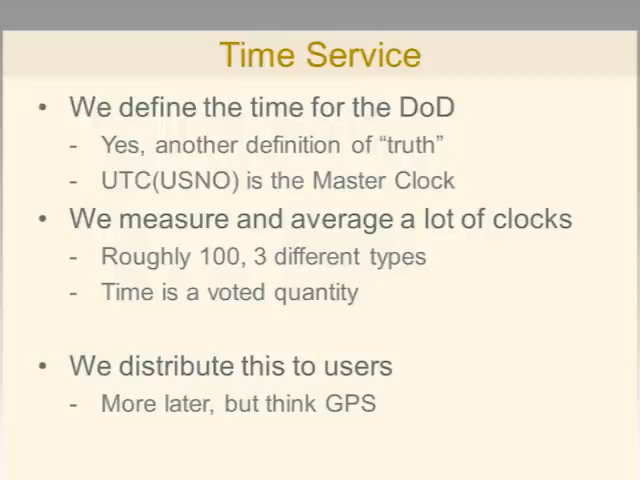 Time Service
• We define the time for the DoD
- Yes, another definition of “truth”
- UTC(USNO) is the Master Clock
• We measure and average a lot of clocks
- Roughly 100, 3 different types
- Time is a voted quantity
• We distribute this to users
- More later, but think GPS